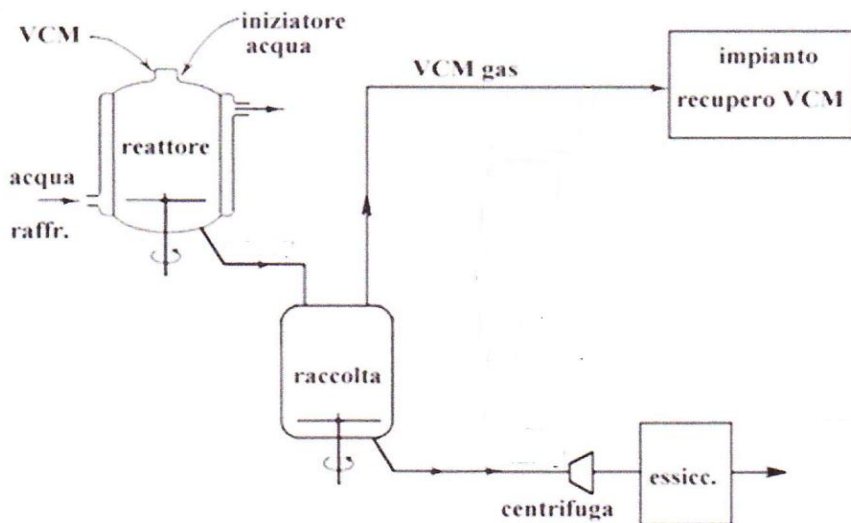 VCM
iniziatore
acqua
VCM gas
impianto
recupero VCM
reattore
acqua
raffr.
raccolta
centrifuga
essicc.